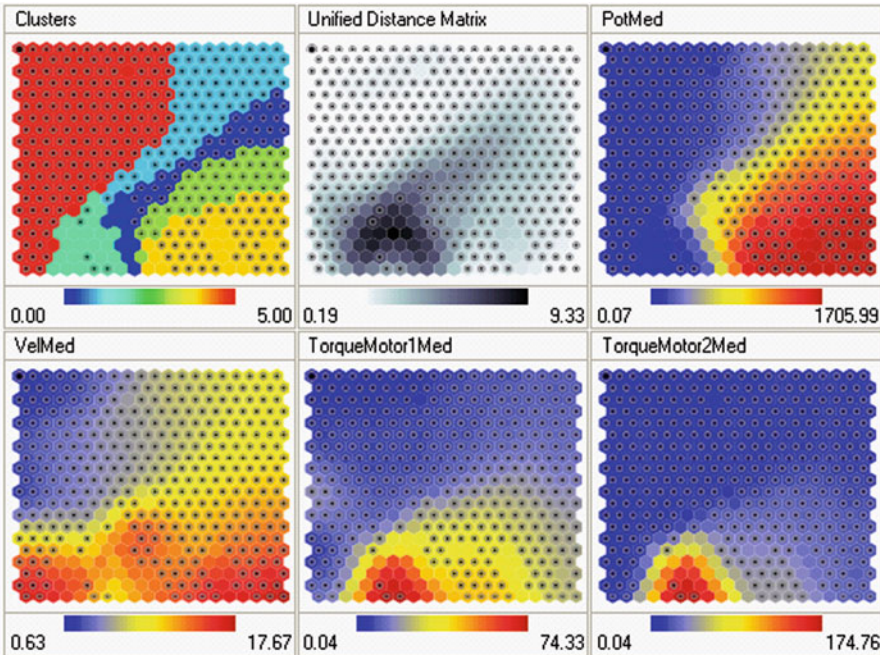 Clusters
Unified Distance Matrix
PotMed
0.00 5.00
0.19 9.33
0.07 1705.99
VelMed
TorqueMotor1Med
TorqueMotor2Med
0.63 17.67
0.04 74.33
0.04 174.76